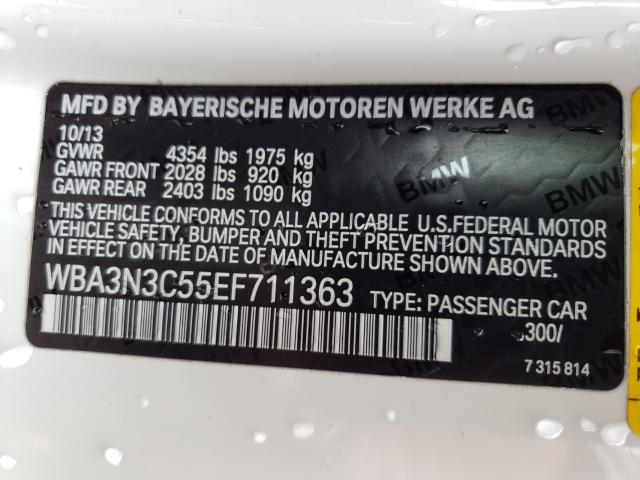 MFD BY BAYERISCHE MOTOREN WERKE AG
10/13
GVWR 4354 lbs 1975 kg
GAWR FRONT 2028 lbs 920 kg
GAWR REAR 2403 lbs 1090 kg
THIS VEHICLE CONFORMS TO ALL APPLICABLE U.S.FEDERAL MOTOR
VEHICLE SAFETY, BUMPER AND THEFT PREVENTION STANDARDS
IN EFFECT ON THE DATE OF MANUFACTURE SHOWN ABOVE.
WBA3N3C55EF711363 TYPE: PASSENGER CAR
300/
7 315 814
BMW
BMW